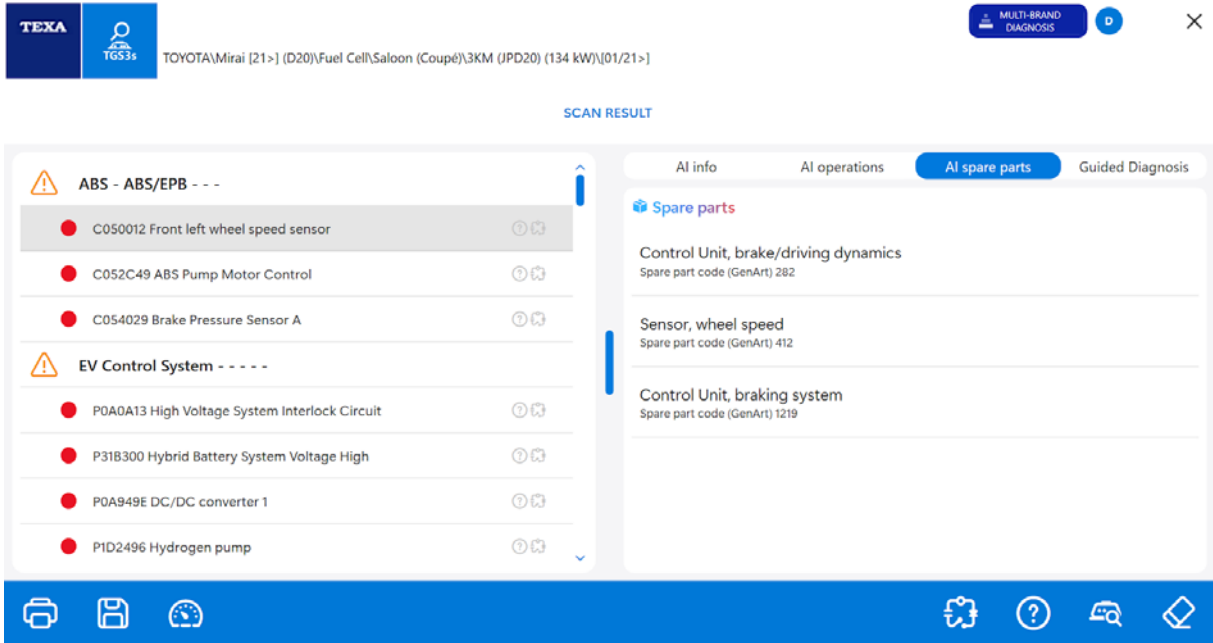 TEXA
TGS3s
TOYOTA\Mirai [21>] (D20)\Fuel Cell\Saloon (Coupé)\3KM (JPD20) (134 kW)\[01/21>]
MULTI-BRAND
DIAGNOSIS
D
SCAN RESULT
ABS - ABS/EPB - - -
C050012 Front left wheel speed sensor
C052C49 ABS Pump Motor Control
C054029 Brake Pressure Sensor A
EV Control System - - - - -
P0A0A13 High Voltage System Interlock Circuit
P31B300 Hybrid Battery System Voltage High
P0A949E DC/DC converter 1
P1D2496 Hydrogen pump
AI info
AI operations
AI spare parts
Guided Diagnosis
Spare parts
Control Unit, brake/driving dynamics
Spare part code (GenArt) 282
Sensor, wheel speed
Spare part code (GenArt) 412
Control Unit, braking system
Spare part code (GenArt) 1219